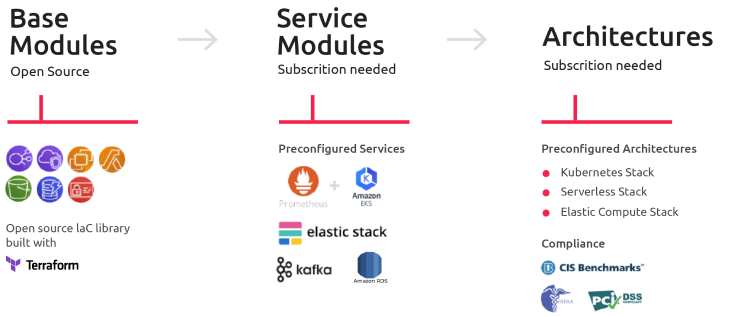 Base
Modules
Open Source
Open source IaC library
built with
Terraform
Service
Modules
Subscrition needed
Preconfigured Services
Prometheus
+
Amazon
EKS
elastic stack
kafka
Amazon RDS
Architectures
Subscrition needed
Preconfigured Architectures
Kubernetes Stack
Serverless Stack
Elastic Compute Stack
Compliance
CIS Benchmarks™
HIPAA
PCI DSS
COMPLIANT